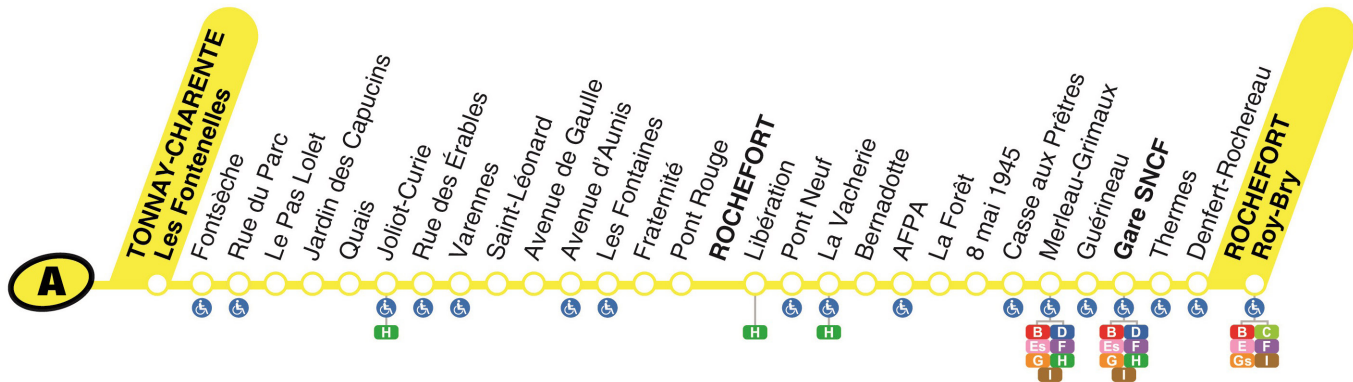 A
TONNAY-CHARENTE
Les Fontenelles
Fontsèche
Rue du Parc
Le Pas Lolet
Jardin des Capucins
Quais
Joliot-Curie
H
Rue des Érables
Varennes
Saint-Léonard
Avenue de Gaulle
Avenue d'Aunis
Les Fontaines
Fraternité
Pont Rouge
ROCHEFORT
Libération
H
Pont Neuf
La Vacherie
H
Bernadotte
AFPA
La Forêt
8 mai 1945
Casse aux Prêtres
Merleau-Grimaux
B D
Es F
G H
I
Guérineau
Gare SNCF
B D
Es F
G H
I
Thermes
Denfert-Rochereau
ROCHEFORT
Roy-Bry
B C
E F
Gs I